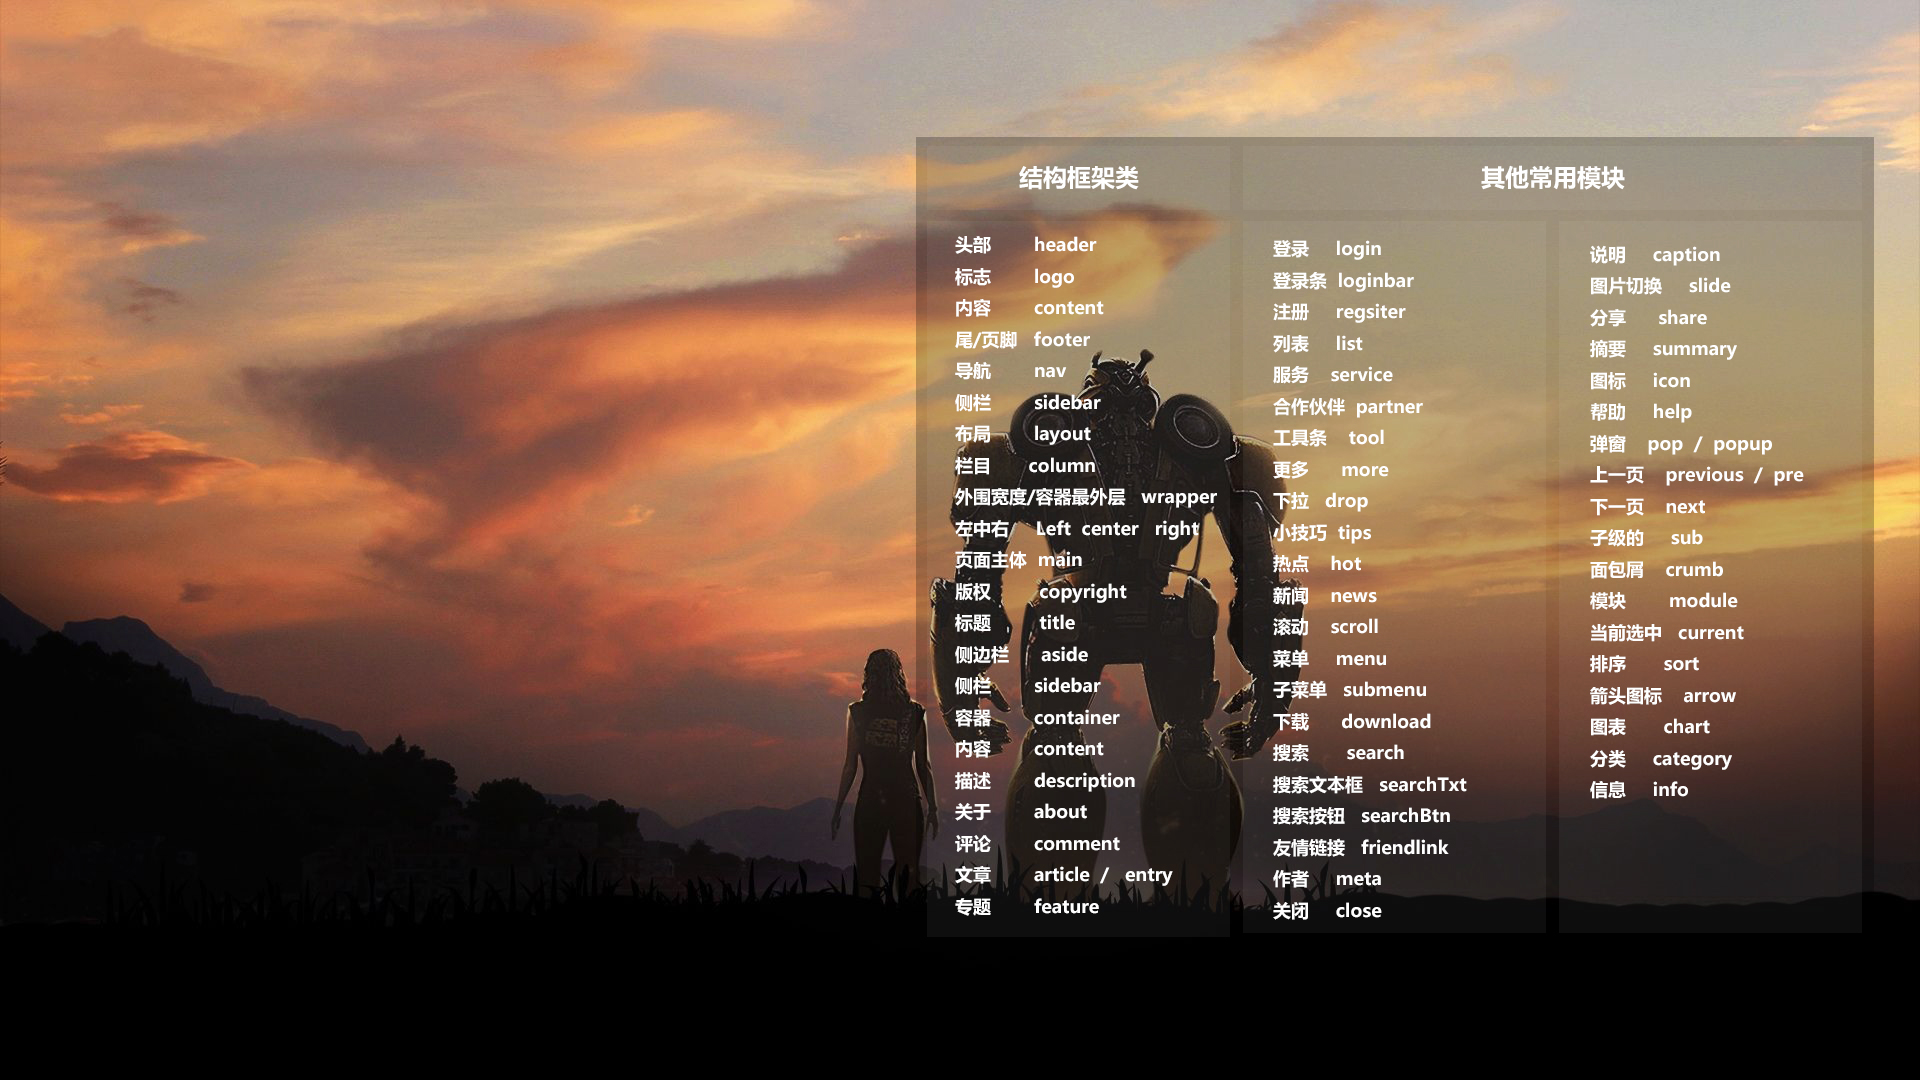 结构框架类
头部 header
标志 logo
内容 content
尾/页脚 footer
导航 nav
侧栏 sidebar
布局 layout
栏目 column
外围宽度/容器最外层 wrapper
左中右 Left center right
页面主体 main
版权 copyright
标题 title
侧边栏 aside
侧栏 sidebar
容器 container
内容 content
描述 description
关于 about
评论 comment
文章 article / entry
专题 feature
其他常用模块
登录 login
登录条 loginbar
注册 regsiter
列表 list
服务 service
合作伙伴 partner
工具条 tool
更多 more
下拉 drop
小技巧 tips
热点 hot
新闻 news
滚动 scroll
菜单 menu
子菜单 submenu
下载 download
搜索 search
搜索文本框 searchTxt
搜索按钮 searchBtn
友情链接 friendlink
作者 meta
关闭 close
说明 caption
图片切换 slide
分享 share
摘要 summary
图标 icon
帮助 help
弹窗 pop / popup
上一页 previous / pre
下一页 next
子级的 sub
面包屑 crumb
模块 module
当前选中 current
排序 sort
箭头图标 arrow
图表 chart
分类 category
信息 info